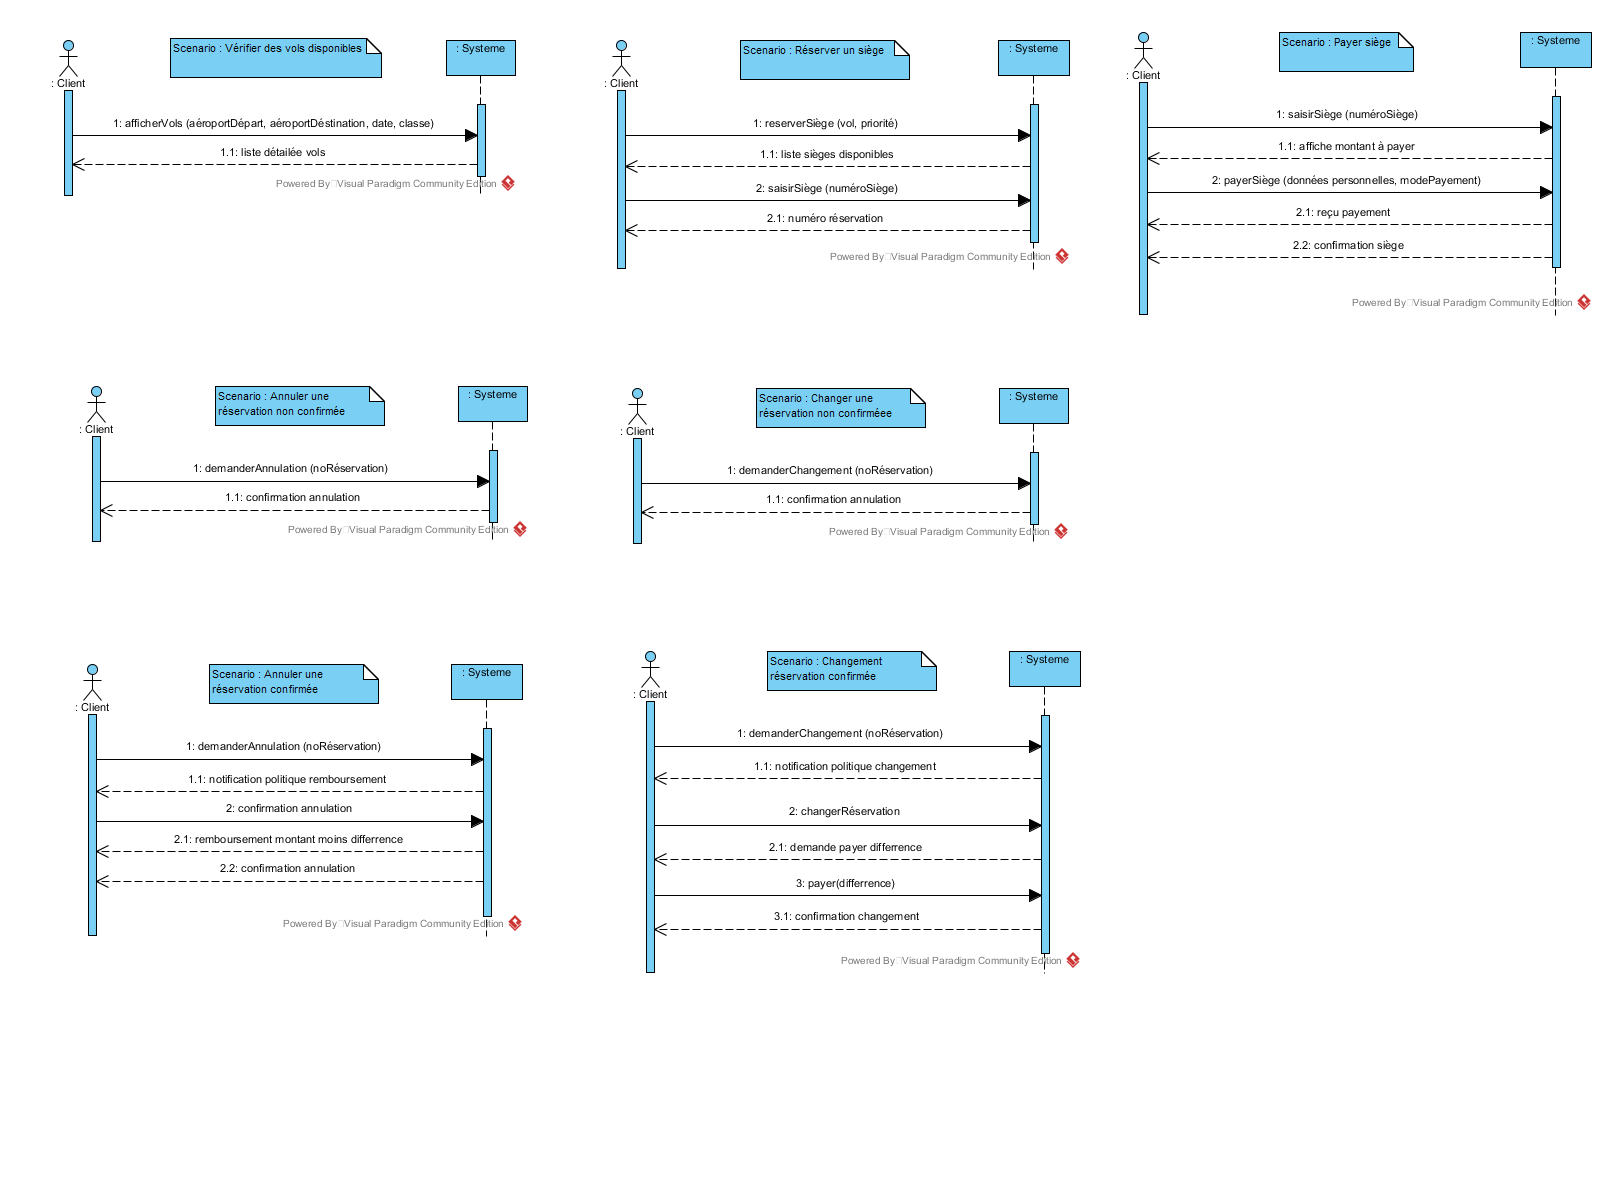 Scenario : Vérifier des vols disponibles
: Systeme
: Client
1: afficherVols (aéroportDépart, aéroportDéstination, date, classe)
1.1: liste détailée vols
Powered By Visual Paradigm Community Edition
Scenario : Réserver un siège
: Systeme
: Client
1: reserverSiège (vol, priorité)
1.1: liste sièges disponibles
2: saisirSiège (numéroSiège)
2.1: numéro réservation
Powered By Visual Paradigm Community Edition
Scenario : Payer siège
: Systeme
: Client
1: saisirSiège (numéroSiège)
1.1: affiche montant à payer
2: payerSiège (données personnelles, modePayement)
2.1: reçu payement
2.2: confirmation siège
Powered By Visual Paradigm Community Edition
Scenario : Annuler une
réservation non confirmée
: Systeme
: Client
1: demanderAnnulation (noRéservation)
1.1: confirmation annulation
Powered By Visual Paradigm Community Edition
Scenario : Changer une
réservation non confirméee
: Systeme
: Client
1: demanderChangement (noRéservation)
1.1: confirmation annulation
Powered By Visual Paradigm Community Edition
Scenario : Annuler une
réservation confirmée
: Systeme
: Client
1: demanderAnnulation (noRéservation)
1.1: notification politique remboursement
2: confirmation annulation
2.1: remboursement montant moins differrence
2.2: confirmation annulation
Powered By Visual Paradigm Community Edition
Scenario : Changement
réservation confirmée
: Systeme
: Client
1: demanderChangement (noRéservation)
1.1: notification politique changement
2: changerRéservation
2.1: demande payer differrence
3: payer(differrence)
3.1: confirmation changement
Powered By Visual Paradigm Community Edition